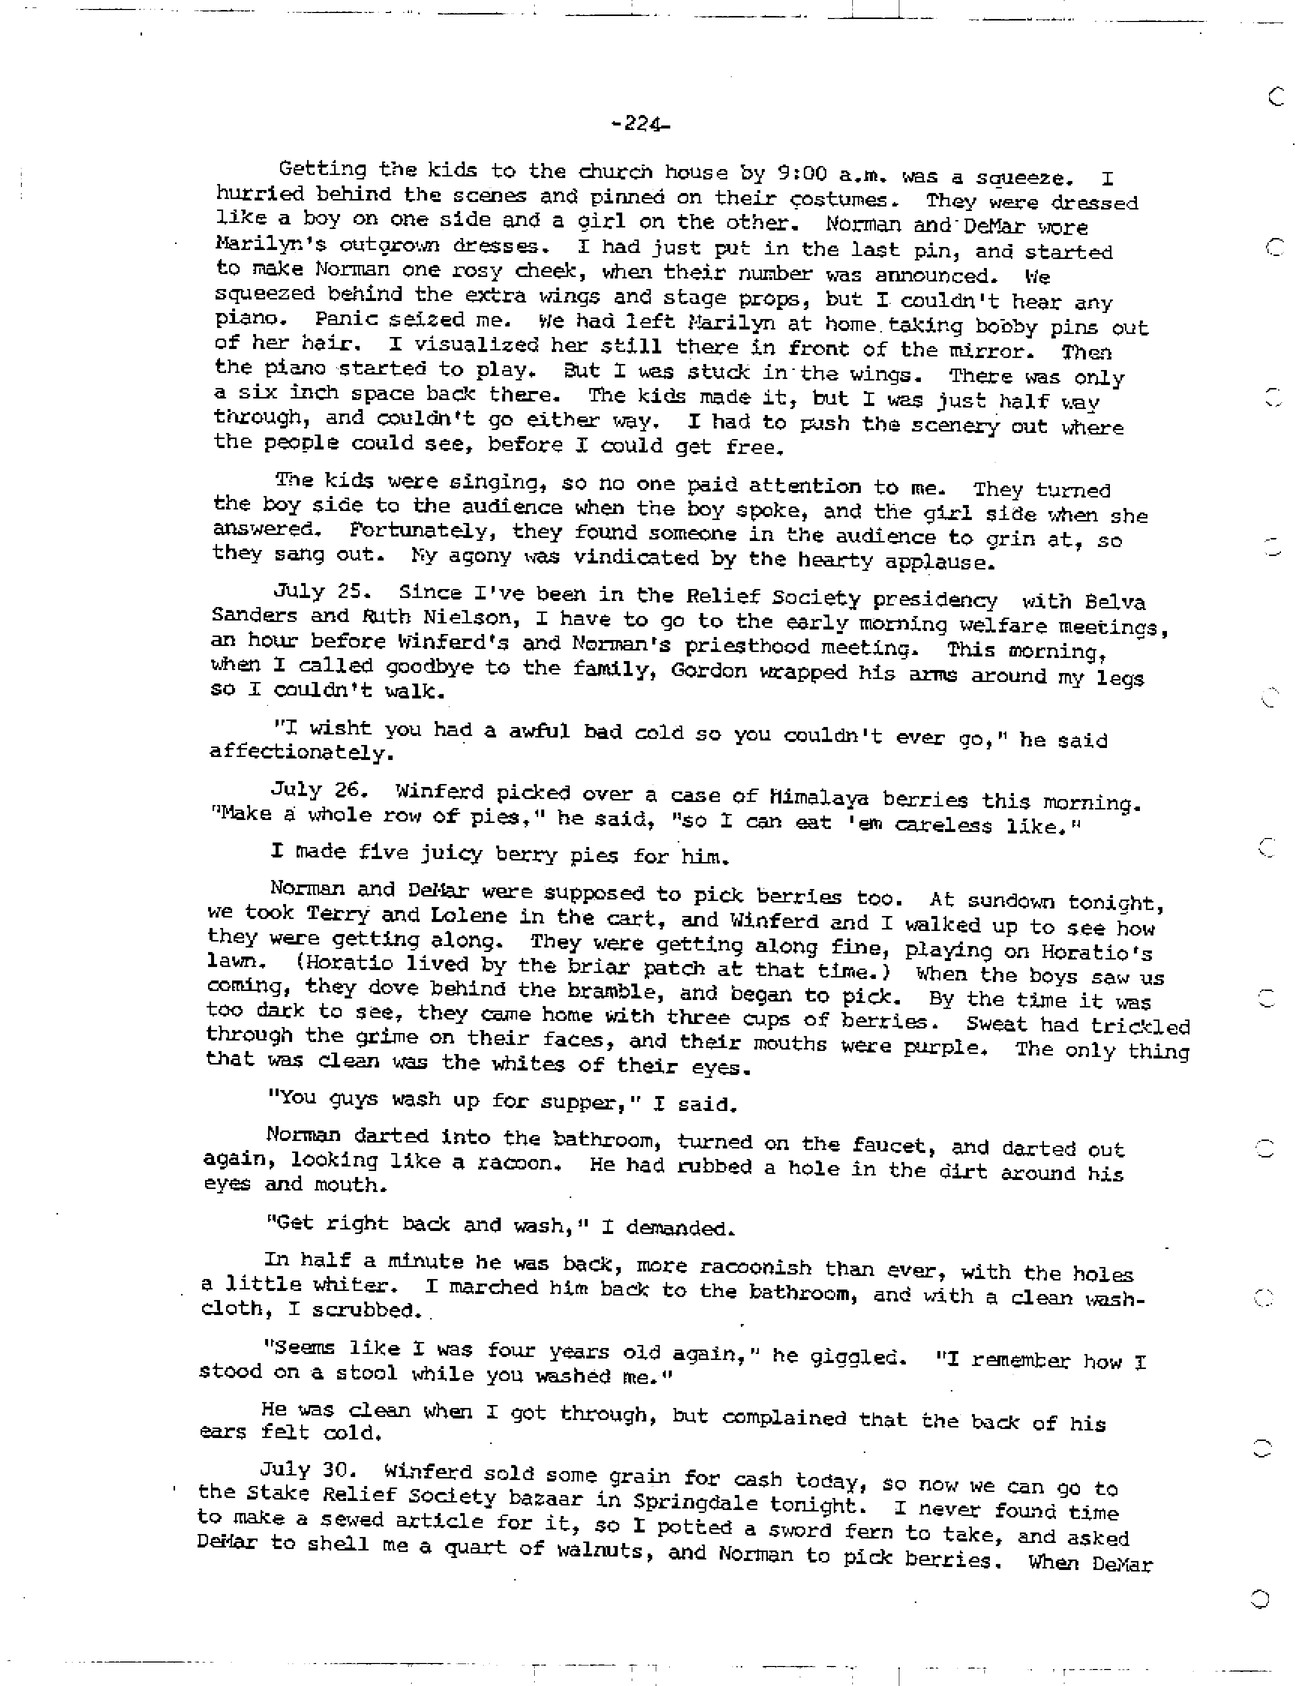 -224-
Getting the kids to the church house by 9:00 a.m. was a squeeze. I
hurried behind the scenes and pinned on their costumes. They were dressed
like a boy on one side and a girl on the other. Norman and DeMar wore
Marilyn's outgrown dresses. I had just put in the last pin, and started
to make Norman one rosy cheek, when their number was announced. We
squeezed behind the extra wings and stage props, but I couldn't hear any
piano. Panic seized me. We had left Marilyn at home taking bobby pins out
of her hair. I visualized her still there in front of the mirror. Then
the piano started to play. But I was stuck in the wings. There was only
a six inch space back there. The kids made it, but I was just half way
through, and couldn't go either way. I had to push the scenery out where
the people could see, before I could get free.
The kids were singing, so no one paid attention to me. They turned
the boy side to the audience when the boy spoke, and the girl side when she
answered. Fortunately, they found someone in the audience to grin at, so
they sang out. My agony was vindicated by the hearty applause.
July 25. Since I've been in the Relief Society presidency with Belva
Sanders and Ruth Nielson, I have to go to the early morning welfare meetings,
an hour before Winferd's and Norman's priesthood meeting. This morning,
when I called goodbye to the family, Gordon wrapped his arms around my legs
so I couldn't walk.
"I wisht you had a awful bad cold so you couldn't ever go," he said
affectionately.
July 26. Winferd picked over a case of Himalaya berries this morning.
"Make a whole row of pies," he said, "so I can eat 'em careless like."
I made five juicy berry pies for him.
Norman and DeMar were supposed to pick berries too. At sundown tonight,
we took Terry and Lolene in the cart, and Winferd and I walked up to see how
they were getting along. They were getting along fine, playing on Horatio's
lawn. (Horatio lived by the briar patch at that time.) When the boys saw us
coming, they dove behind the bramble, and began to pick. By the time it was
too dark to see, they came home with three cups of berries. Sweat had trickled
through the grime on their faces, and their mouths were purple. The only thing
that was clean was the whites of their eyes.
"You guys wash up for supper," I said.
Norman darted into the bathroom, turned on the faucet, and darted out
again, looking like a racoon. He had rubbed a hole in the dirt around his
eyes and mouth.
"Get right back and wash," I demanded.
In half a minute he was back, more racoonish than ever, with the holes
a little whiter. I marched him back to the bathroom, and with a clean wash-
cloth, I scrubbed.
"Seems like I was four years old again," he giggled. "I remember how I
stood on a stool while you washed me."
He was clean when I got through, but complained that the back of his
ears felt cold.
July 30. Winferd sold some grain for cash today, so now we can go to
the Stake Relief Society bazaar in Springdale tonight. I never found time
to make a sewed article for it, so I potted a sword fern to take, and asked
DeMar to shell me a quart of walnuts, and Norman to pick berries. When DeMar